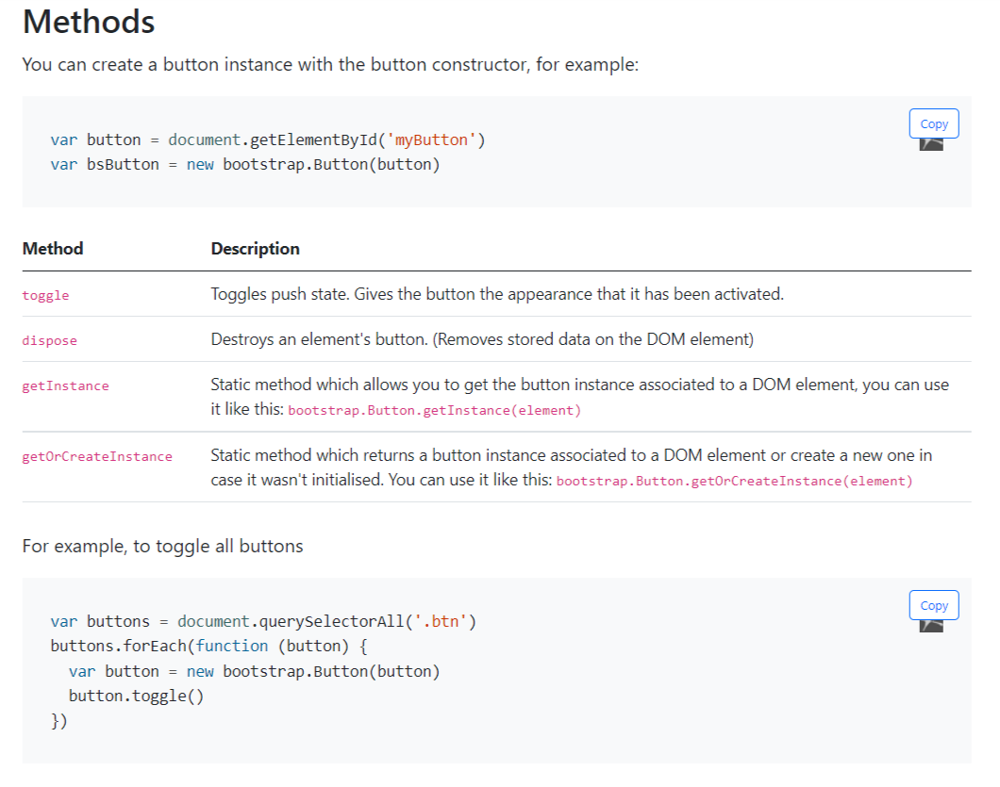 Methods
You can create a button instance with the button constructor, for example:
Copy
var button = document.getElementById('myButton')
var bsButton = new bootstrap.Button(button)
Method Description
toggle Toggles push state. Gives the button the appearance that it has been activated.
dispose Destroys an element's button. (Removes stored data on the DOM element)
getInstance Static method which allows you to get the button instance associated to a DOM element, you can use
it like this: bootstrap.Button.getInstance(element)
getOrCreateInstance Static method which returns a button instance associated to a DOM element or create a new one in
case it wasn't initialised. You can use it like this: bootstrap.Button.getOrCreateInstance(element)
For example, to toggle all buttons
Copy
var buttons = document.querySelectorAll('.btn')
buttons.forEach(function (button) {
  var button = new bootstrap.Button(button)
  button.toggle()
})